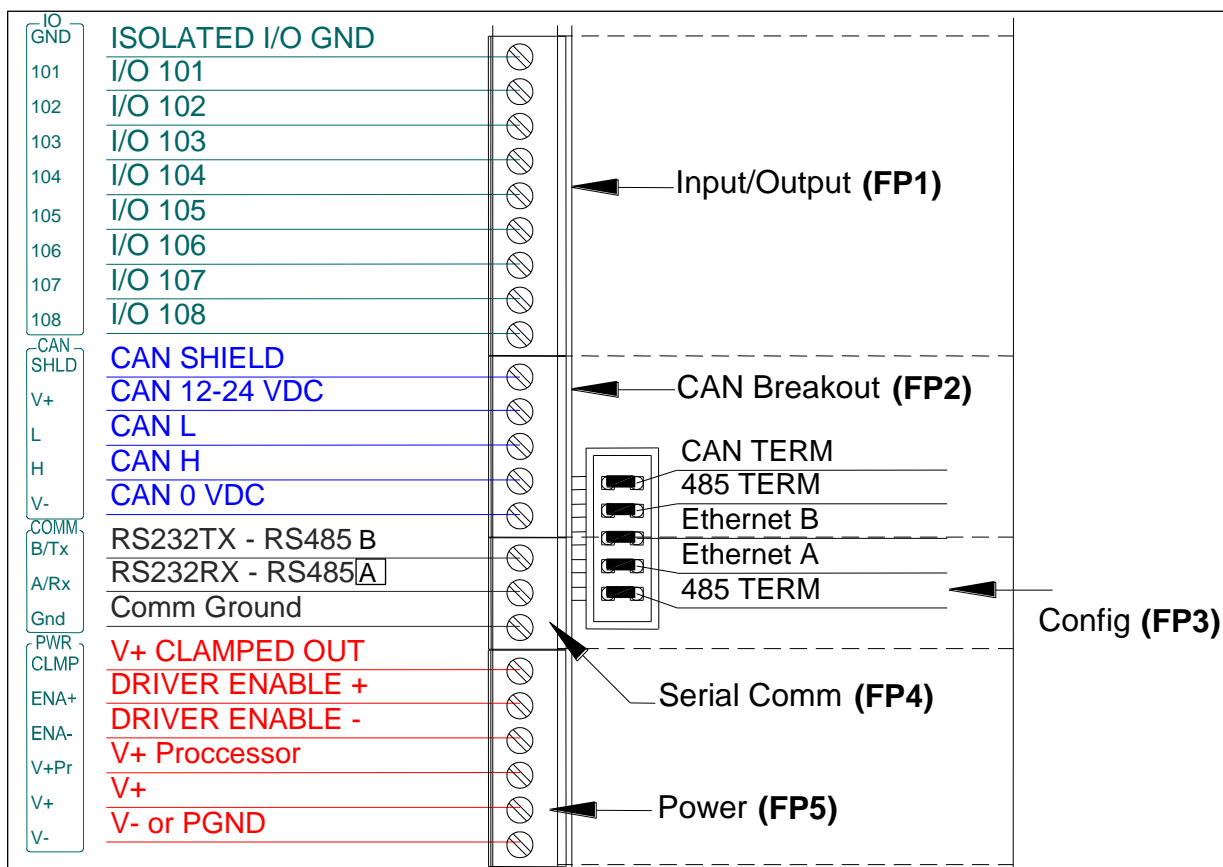 IO
GND
101
102
103
104
105
106
107
108
CAN
SHLD
V+
L
H
V-
COMM
B/Tx
A/Rx
Gnd
PWR
CLMP
ENA+
ENA-
V+Pr
V+
V-
ISOLATED I/O GND
I/O 101
I/O 102
I/O 103
I/O 104
I/O 105
I/O 106
I/O 107
I/O 108
CAN SHIELD
CAN 12-24 VDC
CAN L
CAN H
CAN 0 VDC
RS232TX - RS485 B
RS232RX - RS485 A
Comm Ground
V+ CLAMPED OUT
DRIVER ENABLE +
DRIVER ENABLE -
V+ Proccessor
V+
V- or PGND
Input/Output (FP1)
CAN Breakout (FP2)
CAN TERM
485 TERM
Ethernet B
Ethernet A
485 TERM
Config (FP3)
Serial Comm (FP4)
Power (FP5)